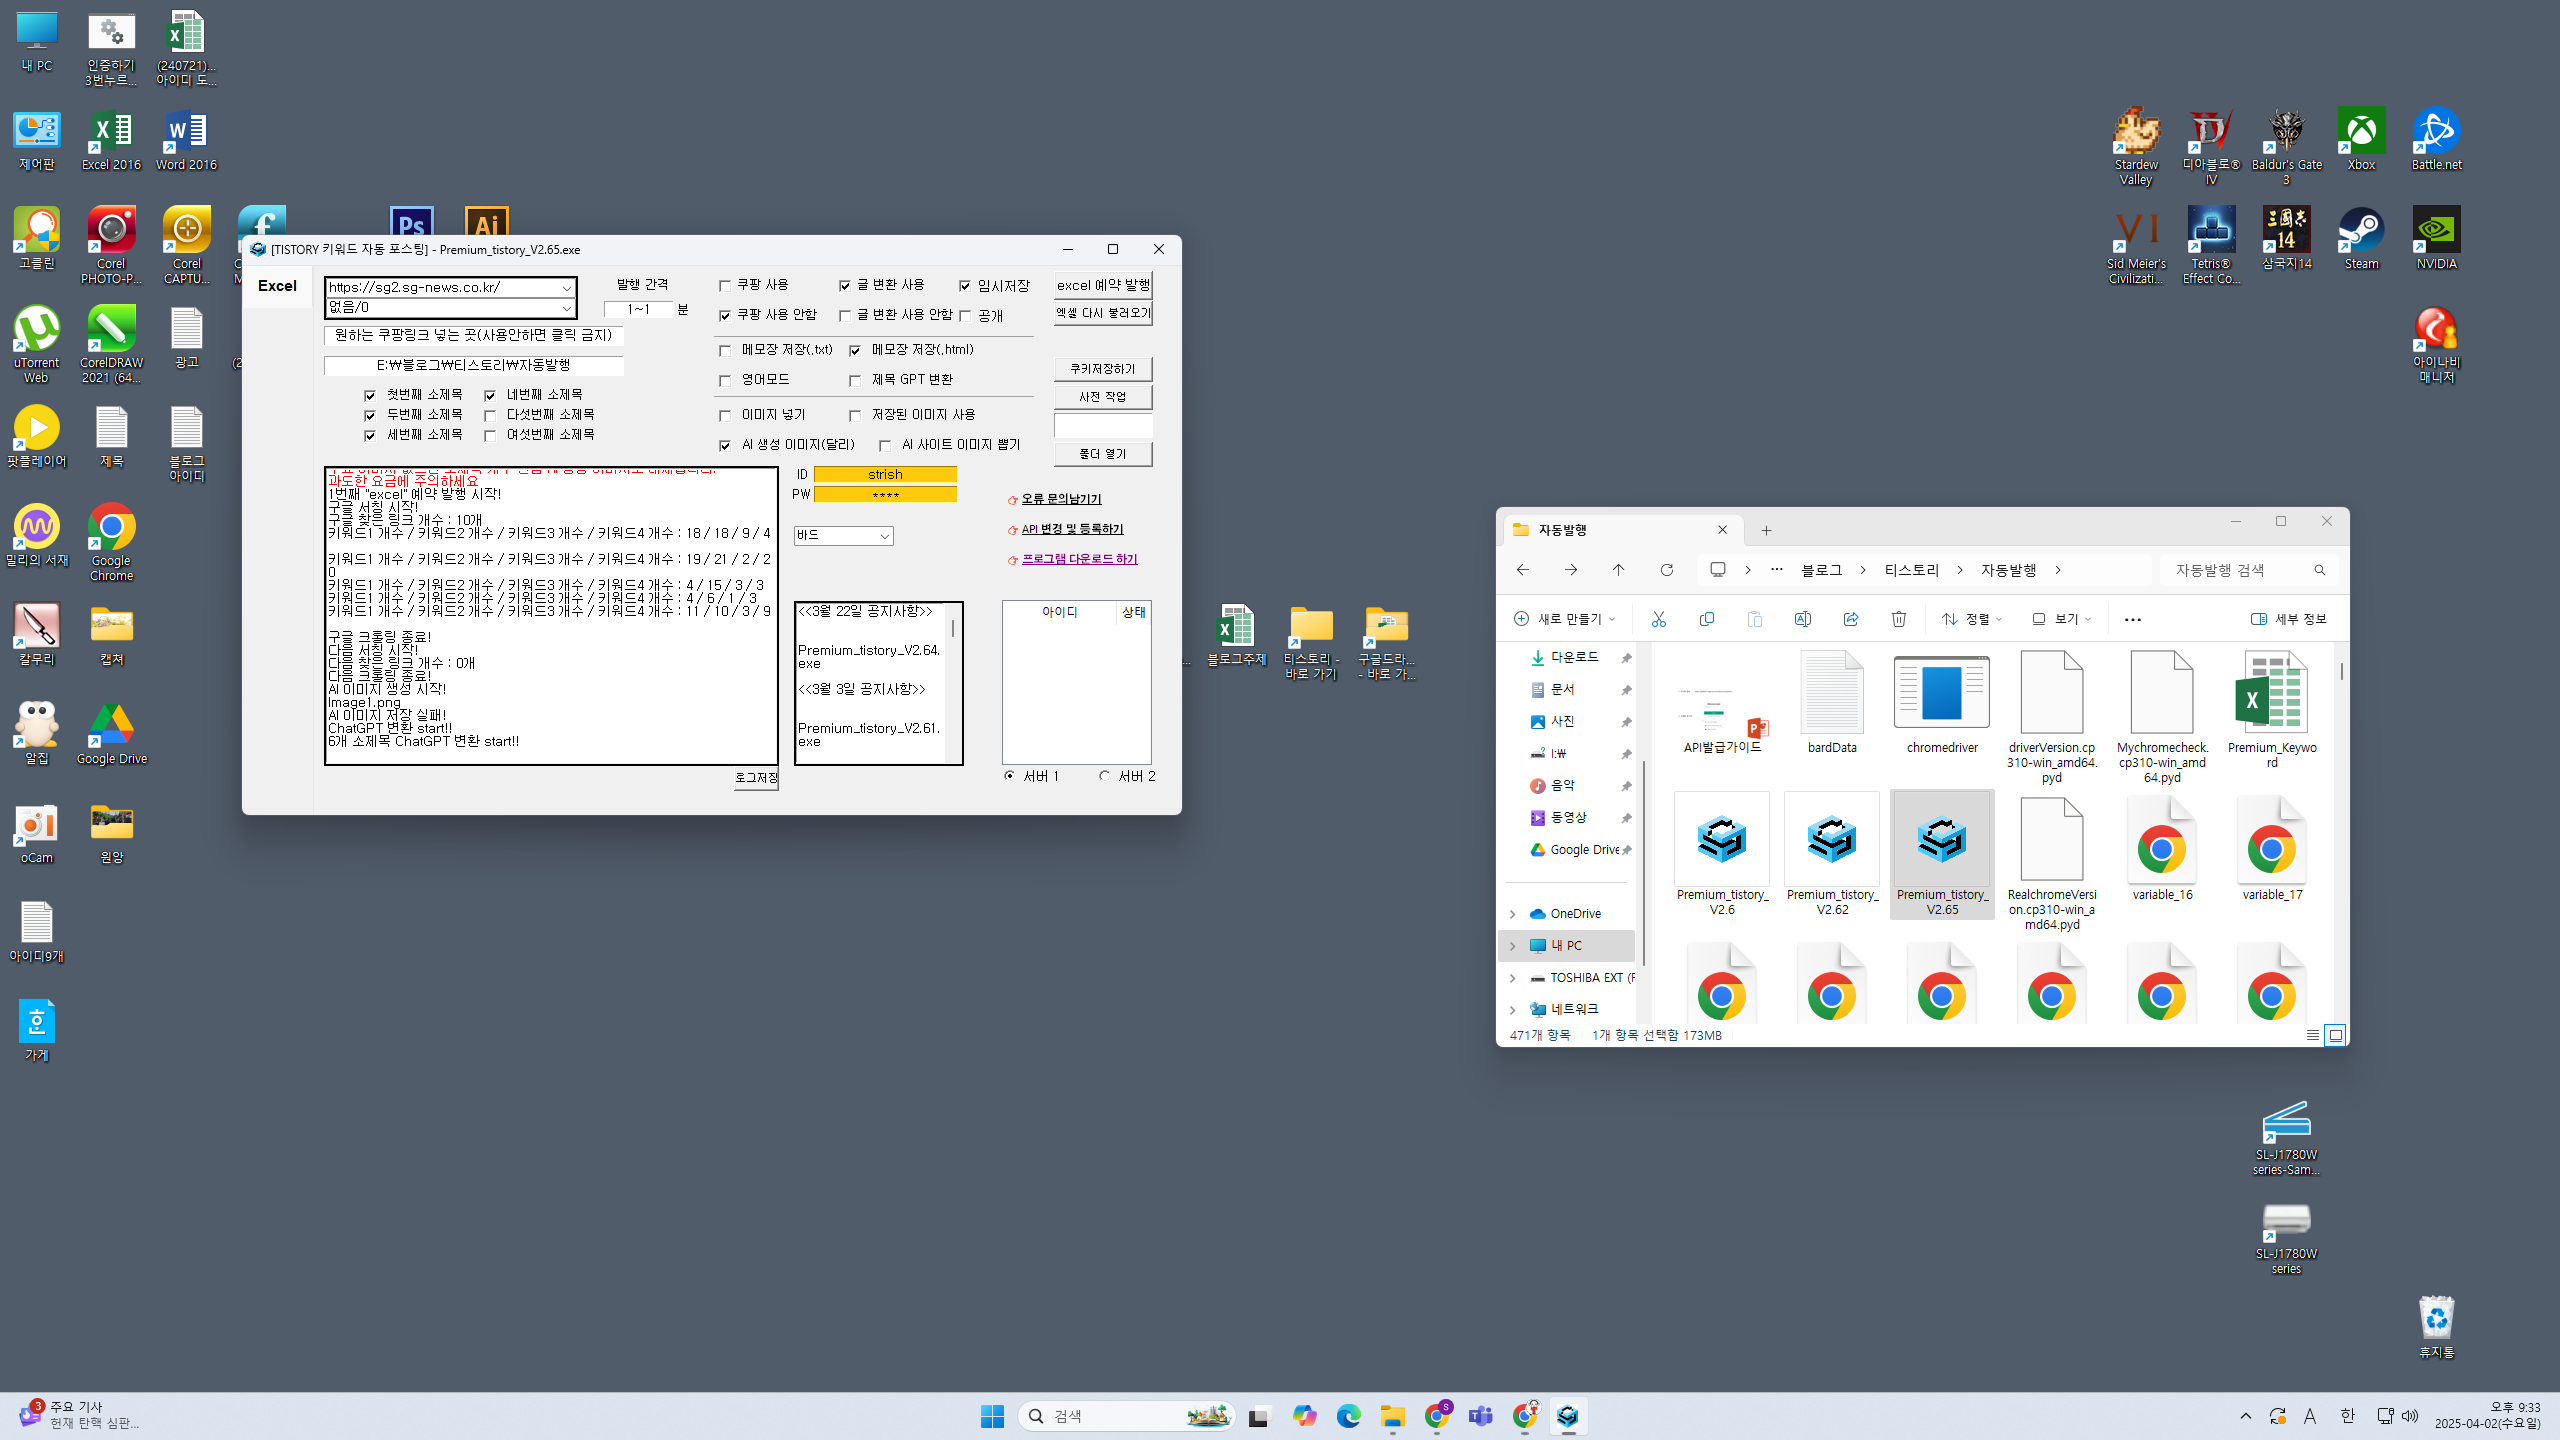 내 PC
인증하기
3번누르...
(240721)...
아이디 도...
제어판
Excel 2016
Word 2016
고클린
Corel
PHOTO-P...
Corel
CAPTU...
uTorrent
Web
CorelDRAW
2021 (64...
광고
팟플레이어
제목
블로그
아이디
밀리의 서재
Google
Chrome
칼무리
캡쳐
알집
Google Drive
oCam
원앙
아이디9개
가게
[TISTORY 키워드 자동 포스팅] - Premium_tistory_V2.65.exe
Excel
https://sg2.sg-news.co.kr/
없음/0
발행 간격
1~1 분
원하는 쿠팡링크 넣는 곳(사용안하면 클릭 금지)
E:₩블로그₩티스토리₩자동발행
첫번째 소제목
네번째 소제목
두번째 소제목
다섯번째 소제목
세번째 소제목
여섯번째 소제목
쿠팡 사용
글 변환 사용
임시저장
쿠팡 사용 안함
글 변환 사용 안함
공개
메모장 저장(.txt)
메모장 저장(.html)
영어모드
제목 GPT 변환
이미지 넣기
저장된 이미지 사용
AI 생성 이미지(달리)
AI 사이트 이미지 뽑기
excel 예약 발행
엑셀 다시 불러오기
쿠키저장하기
사전 작업
폴더 열기
과도한 요금에 주의하세요
1번째 "excel" 예약 발행 시작!
구글 서칭 시작!
구글 찾은 링크 개수 : 10개
키워드1 개수 / 키워드2 개수 / 키워드3 개수 / 키워드4 개수 : 18 / 18 / 9 / 4
키워드1 개수 / 키워드2 개수 / 키워드3 개수 / 키워드4 개수 : 19 / 21 / 2 / 2
0
키워드1 개수 / 키워드2 개수 / 키워드3 개수 / 키워드4 개수 : 4 / 15 / 3 / 3
키워드1 개수 / 키워드2 개수 / 키워드3 개수 / 키워드4 개수 : 4 / 6 / 1 / 3
키워드1 개수 / 키워드2 개수 / 키워드3 개수 / 키워드4 개수 : 11 / 10 / 3 / 9
구글 크롤링 종료!
다음 서칭 시작!
다음 찾은 링크 개수 : 0개
다음 크롤링 종료!
AI 이미지 생성 시작!
Image1.png
AI 이미지 저장 실패!
ChatGPT 변환 start!!
6개 소제목 ChatGPT 변환 start!!
로그저장
ID strish
PW ****
바드
오류 문의남기기
API 변경 및 등록하기
프로그램 다운로드 하기
<<3월 22일 공지사항>>
Premium_tistory_V2.64.
exe
<<3월 3일 공지사항>>
Premium_tistory_V2.61.
exe
아이디 상태
서버 1
서버 2
블로그주제
티스토리 -
바로 가기
구글드라...
- 바로 가...
자동발행
블로그 > 티스토리 > 자동발행 >
자동발행 검색
새로 만들기
정렬
보기
세부 정보
다운로드
문서
사진
I:₩
음악
동영상
Google Drive
OneDrive
내 PC
TOSHIBA EXT (F
네트워크
API발급가이드
bardData
chromedriver
driverVersion.cp
310-win_amd64.
pyd
Mychromecheck.
cp310-win_amd
64.pyd
Premium_Keywo
rd
Premium_tistory_
V2.6
Premium_tistory_
V2.62
Premium_tistory_
V2.65
RealchromeVersi
on.cp310-win_a
md64.pyd
variable_16
variable_17
471개 항목
1개 항목 선택함 173MB
Stardew
Valley
디아블로®
IV
Baldur's Gate
3
Xbox
Battle.net
Sid Meier's
Civilizati...
Tetris®
Effect Co...
삼국지14
Steam
NVIDIA
아이나비
매니저
SL-J1780W
series-Sam...
SL-J1780W
series
휴지통
3
주요 기사
헌재 탄핵 심판...
검색
A
한
오후 9:33
2025-04-02(수요일)